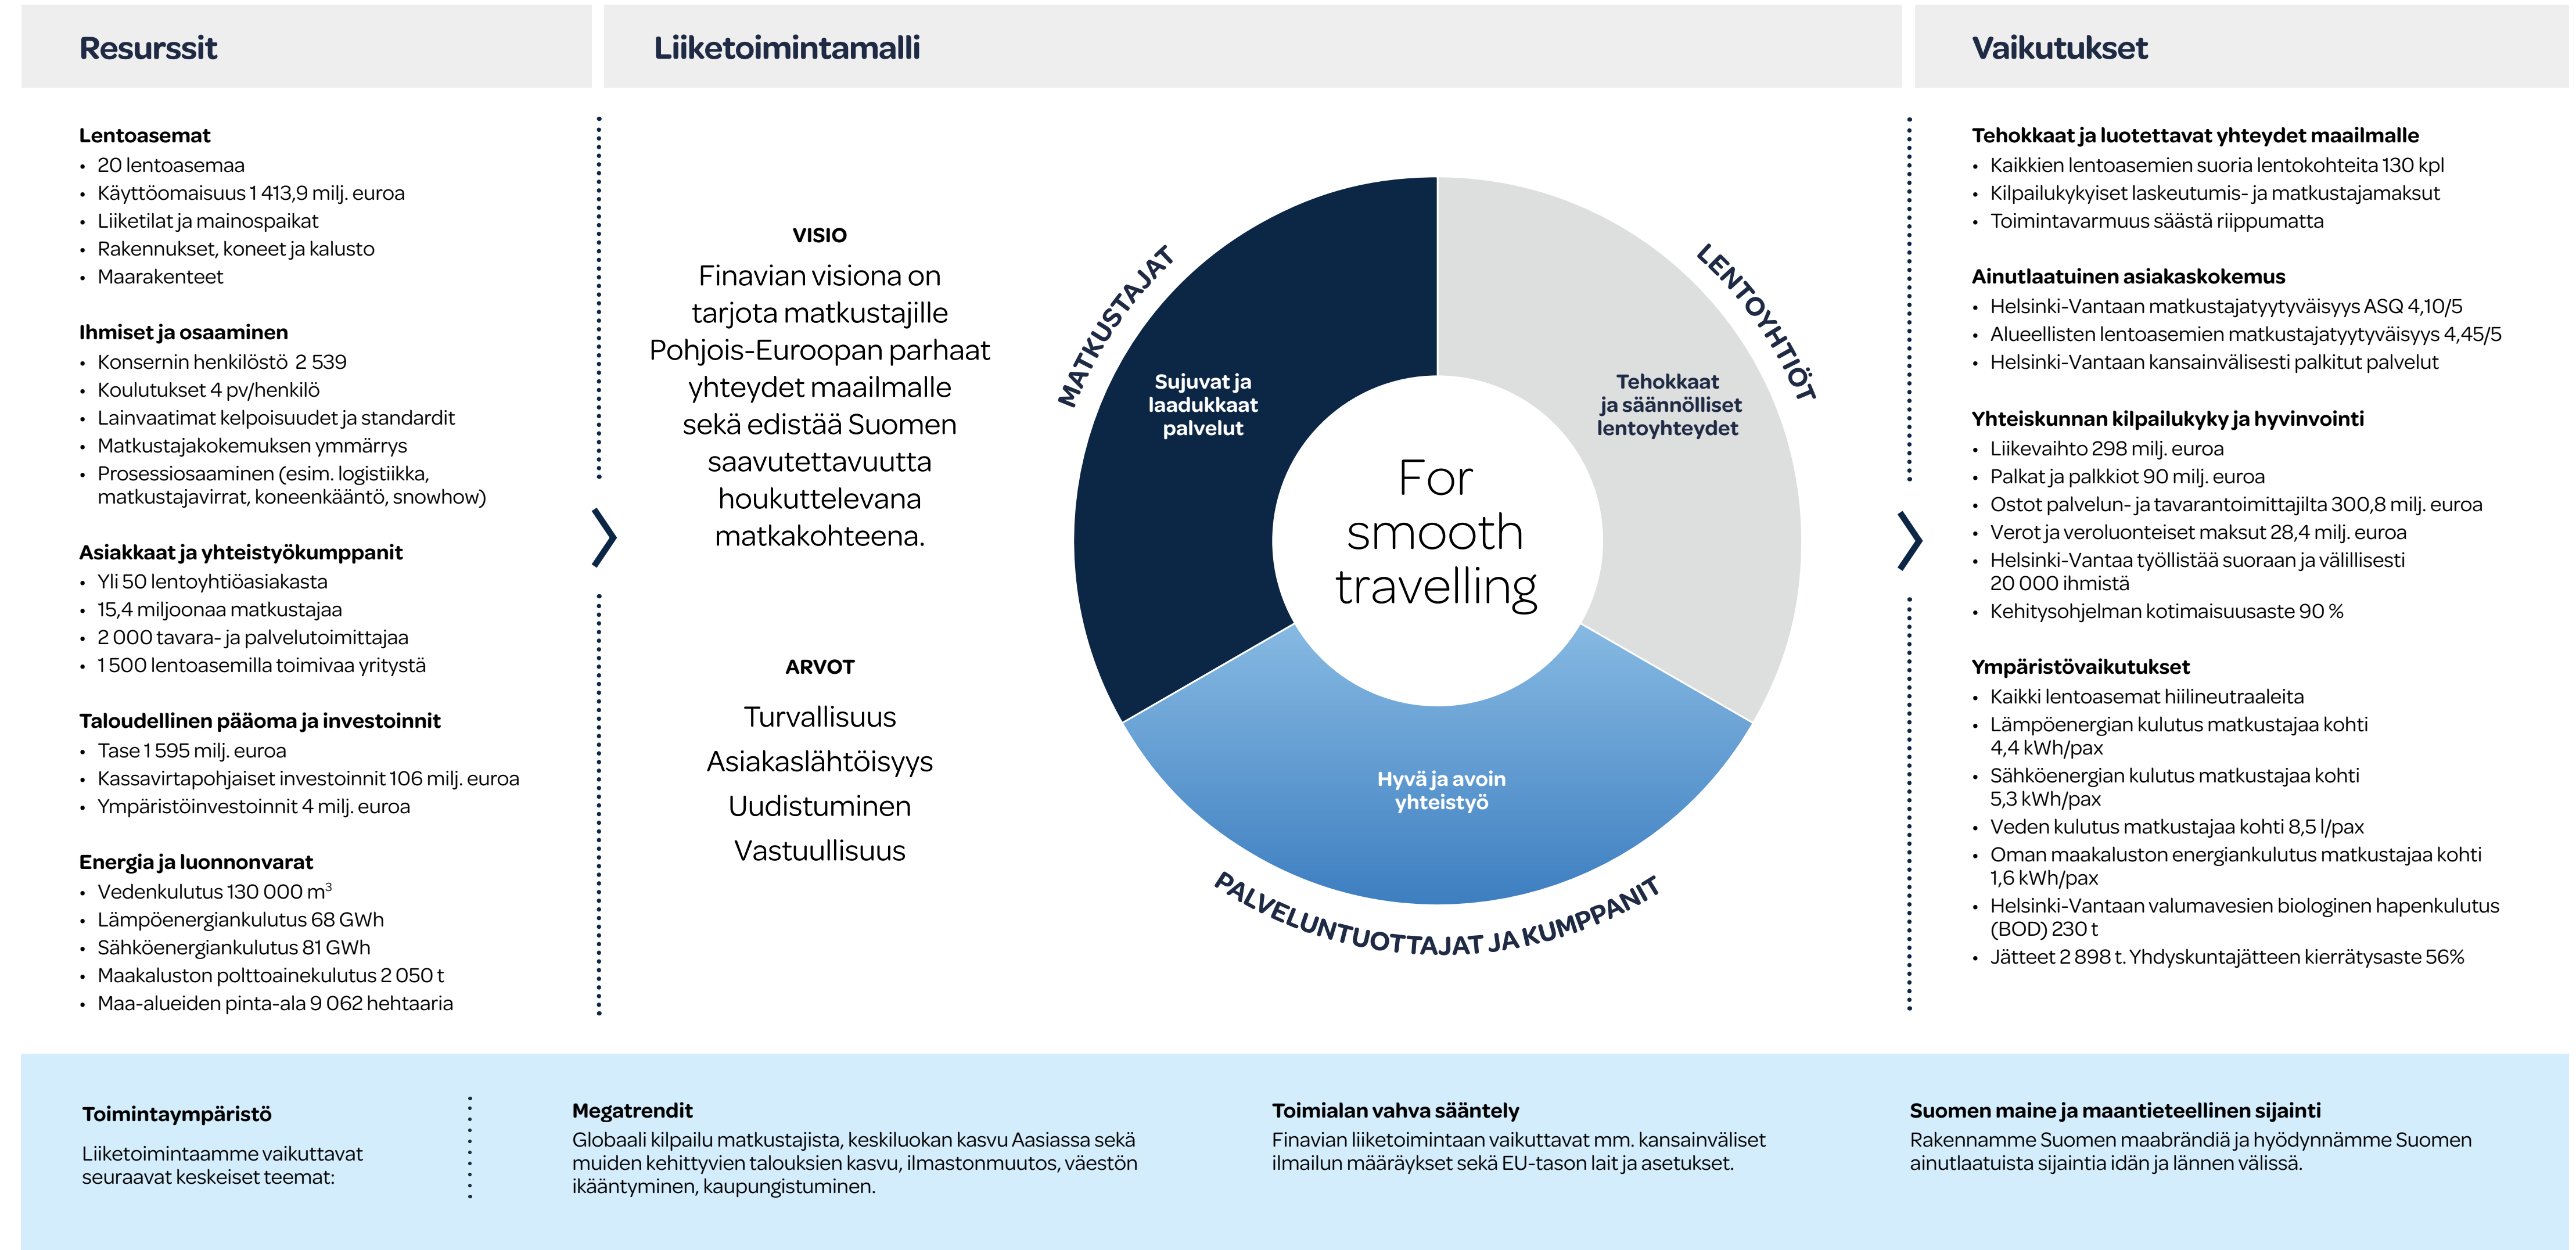 Resurssit
Lentoasemat
• 20 lentoasemaa
• Käyttöomaisuus 1 413,9 milj. euroa
• Liiketilat ja mainospaikat
• Rakennukset, koneet ja kalusto
• Maarakenteet
Ihmiset ja osaaminen
• Konsernin henkilöstö 2 539
• Koulutukset 4 pv/henkilö
• Lainvaatimat kelpoisuudet ja standardit
• Matkustajakokemuksen ymmärrys
• Prosessiosaaminen (esim. logistiikka,
matkustajavirrat, koneenkääntö, snowhow)
Asiakkaat ja yhteistyökumppanit
• Yli 50 lentoyhtiöasiakasta
• 15,4 miljoonaa matkustajaa
• 2 000 tavara- ja palvelutoimittajaa
• 1 500 lentoasemilla toimivaa yritystä
Taloudellinen pääoma ja investoinnit
• Tase 1 595 milj. euroa
• Kassavirtapohjaiset investoinnit 106 milj. euroa
• Ympäristöinvestoinnit 4 milj. euroa
Energia ja luonnonvarat
• Vedenkulutus 130 000 m³
• Lämpöenergiankulutus 68 GWh
• Sähköenergiankulutus 81 GWh
• Maakaluston polttoainekulutus 2 050 t
• Maa-alueiden pinta-ala 9 062 hehtaaria
Liiketoimintamalli
VISIO
Finavian visiona on
tarjota matkustajille
Pohjois-Euroopan parhaat
yhteydet maailmalle
sekä edistää Suomen
saavutettavuutta
houkuttelevana
matkakohteena.
ARVOT
Turvallisuus
Asiakaslähtöisyys
Uudistuminen
Vastuullisuus
MATKUSTAJAT
Sujuvat ja
laadukkaat
palvelut
LENTOYHTIÖT
Tehokkaat
ja säännölliset
lentoyhteydet
For
smooth
travelling
Hyvä ja avoin
yhteistyö
PALVELUNTUOTTAJAT JA KUMPPANIT
Vaikutukset
Tehokkaat ja luotettavat yhteydet maailmalle
• Kaikkien lentoasemien suoria lentokohteita 130 kpl
• Kilpailukykyiset laskeutumis- ja matkustajamaksut
• Toimintavarmuus säästä riippumatta
Ainutlaatuinen asiakaskokemus
• Helsinki-Vantaan matkustajatyytyväisyys ASQ 4,10/5
• Alueellisten lentoasemien matkustajatyytyväisyys 4,45/5
• Helsinki-Vantaan kansainvälisesti palkitut palvelut
Yhteiskunnan kilpailukyky ja hyvinvointi
• Liikevaihto 298 milj. euroa
• Palkat ja palkkiot 90 milj. euroa
• Ostot palvelun- ja tavarantoimittajilta 300,8 milj. euroa
• Verot ja veroluonteiset maksut 28,4 milj. euroa
• Helsinki-Vantaa työllistää suoraan ja välillisesti
20 000 ihmistä
• Kehitysohjelman kotimaisuusaste 90 %
Ympäristövaikutukset
• Kaikki lentoasemat hiilineutraaleita
• Lämpöenergian kulutus matkustajaa kohti
4,4 kWh/pax
• Sähköenergian kulutus matkustajaa kohti
5,3 kWh/pax
• Veden kulutus matkustajaa kohti 8,5 l/pax
• Oman maakaluston energiankulutus matkustajaa kohti
1,6 kWh/pax
• Helsinki-Vantaan valumavesien biologinen hapenkulutus
(BOD) 230 t
• Jätteet 2 898 t. Yhdyskuntajätteen kierrätysaste 56%
Toimintaympäristö
Liiketoimintaamme vaikuttavat
seuraavat keskeiset teemat:
Megatrendit
Globaali kilpailu matkustajista, keskiluokan kasvu Aasiassa sekä
muiden kehittyvien talouksien kasvu, ilmastonmuutos, väestön
ikääntyminen, kaupungistuminen.
Toimialan vahva sääntely
Finavian liiketoimintaan vaikuttavat mm. kansainväliset
ilmailun määräykset sekä EU-tason lait ja asetukset.
Suomen maine ja maantieteellinen sijainti
Rakennamme Suomen maabrändiä ja hyödynnämme Suomen
ainutlaatuista sijaintia idän ja lännen välissä.